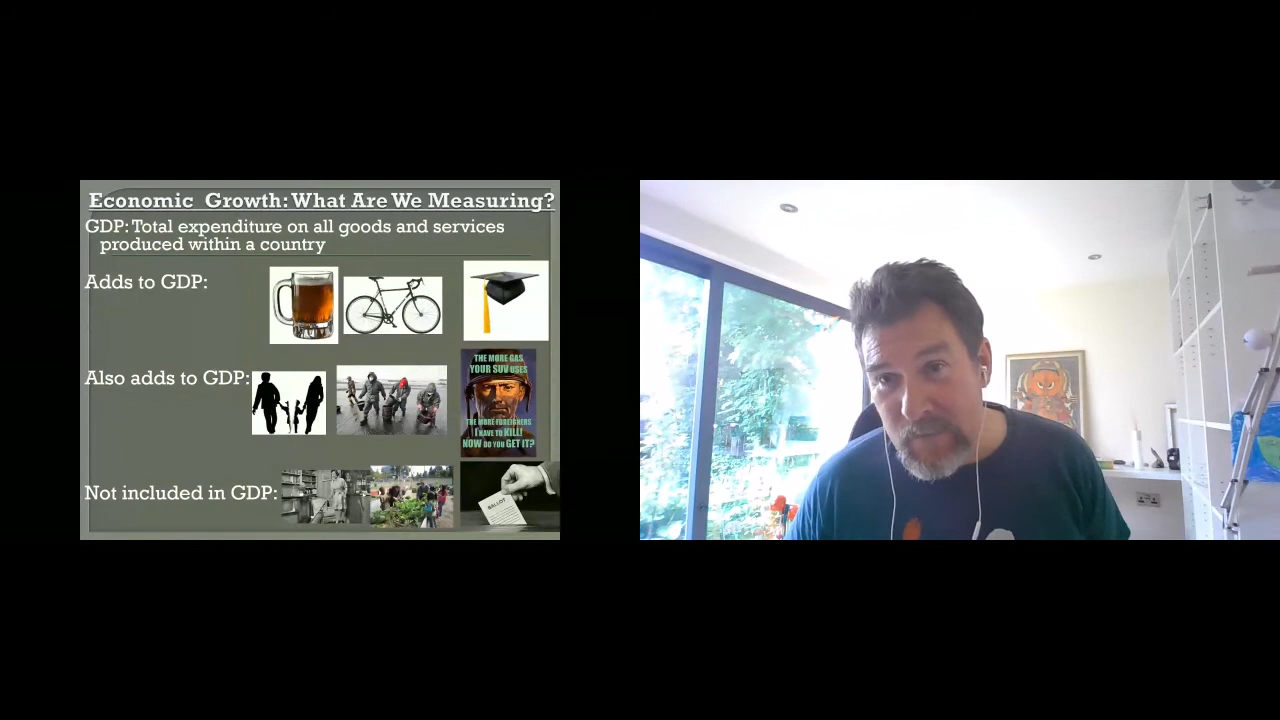 Economic Growth: What Are We Measuring?
GDP: Total expenditure on all goods and services
produced within a country
Adds to GDP:
Also adds to GDP:
THE MORE GAS
YOUR SUV USES
THE MORE FOREIGNERS
I HAVE TO KILL!
NOW DO YOU GET IT?
Not included in GDP:
BALLOT